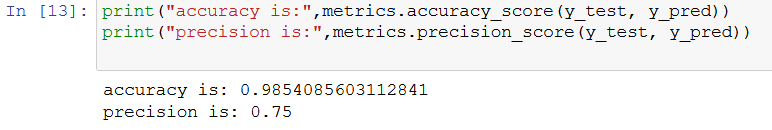 In [13]: print("accuracy is:",metrics.accuracy_score(y_test, y_pred))
print("precision is:",metrics.precision_score(y_test, y_pred))
accuracy is: 0.9854085603112841
precision is: 0.75